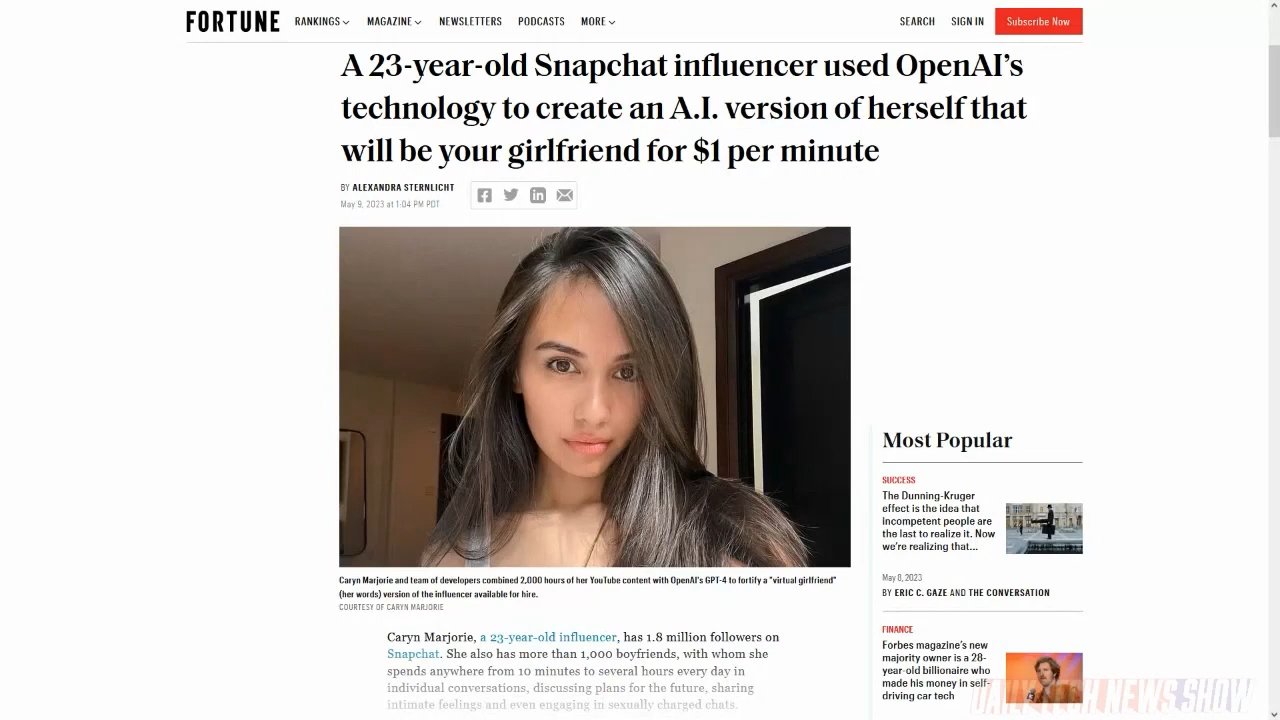 FORTUNE RANKINGS MAGAZINE NEWSLETTERS PODCASTS MORE SEARCH SIGN IN Subscribe Now
A 23-year-old Snapchat influencer used OpenAI's
technology to create an A.I. version of herself that
will be your girlfriend for $1 per minute
BY ALEXANDRA STERNLICHT
May 9, 2023 at 1:04 PM PDT
Caryn Marjorie and team of developers combined 2,000 hours of her YouTube content with OpenAI's GPT-4 to fortify a "virtual girlfriend"
(her words) version of the influencer available for hire.
COURTESY OF CARYN MARJORIE
Caryn Marjorie, a 23-year-old influencer, has 1.8 million followers on
Snapchat. She also has more than 1,000 boyfriends, with whom she
spends anywhere from 10 minutes to several hours every day in
individual conversations, discussing plans for the future, sharing
intimate feelings and even engaging in sexually charged chats.
Most Popular
SUCCESS
The Dunning-Kruger
effect is the idea that
incompetent people are
the last to realize it. Now
we're realizing that...
May 8, 2023
BY ERIC C. GAZE AND THE CONVERSATION
FINANCE
Forbes magazine's new
majority owner is a 28-
year-old billionaire who
made his money in self-
driving car tech
DAILY TECH NEWS SHOW